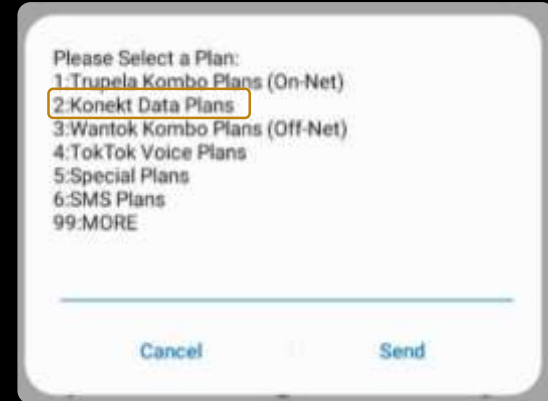 Please Select a Plan:
1:Trupela Kombo Plans (On-Net)
2:Konekt Data Plans
3:Wantok Kombo Plans (Off-Net)
4:TokTok Voice Plans
5:Special Plans
6:SMS Plans
99:MORE
Cancel
Send